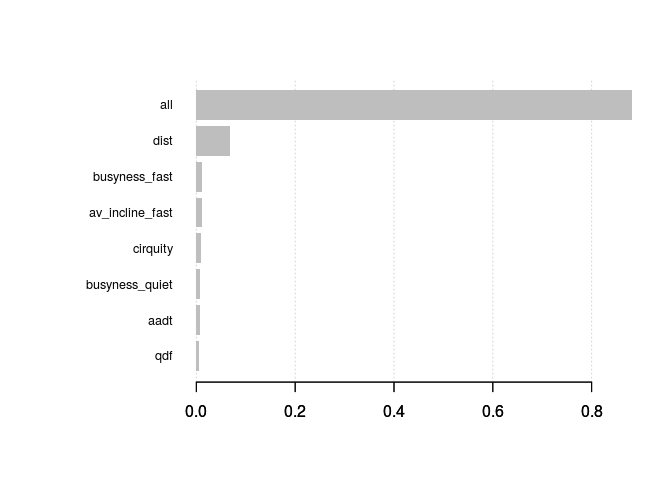 all
dist
busyness_fast
av_incline_fast
cirquity
busyness_quiet
aadt
qdf
0.0 0.2 0.4 0.6 0.8